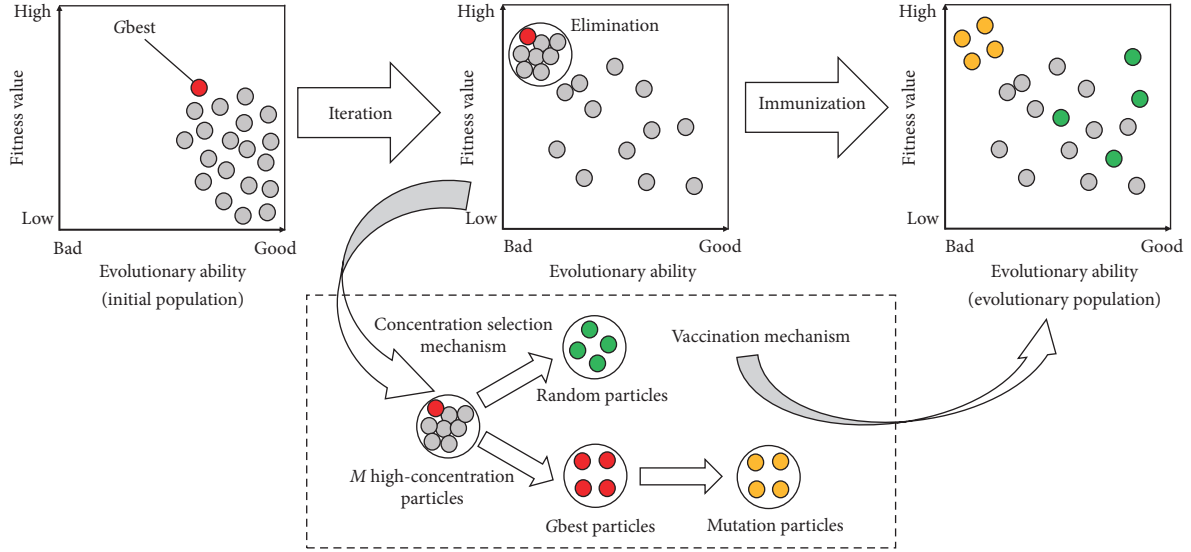 High
Gbest
Fitness value
Low
Bad
Good
Evolutionary ability
(initial population)
Iteration
High
Elimination
Fitness value
Low
Bad
Good
Evolutionary ability
Immunization
High
Fitness value
Low
Bad
Good
Evolutionary ability
(evolutionary population)
Concentration selection
mechanism
Random particles
Vaccination mechanism
M high-concentration
particles
Gbest particles
Mutation particles